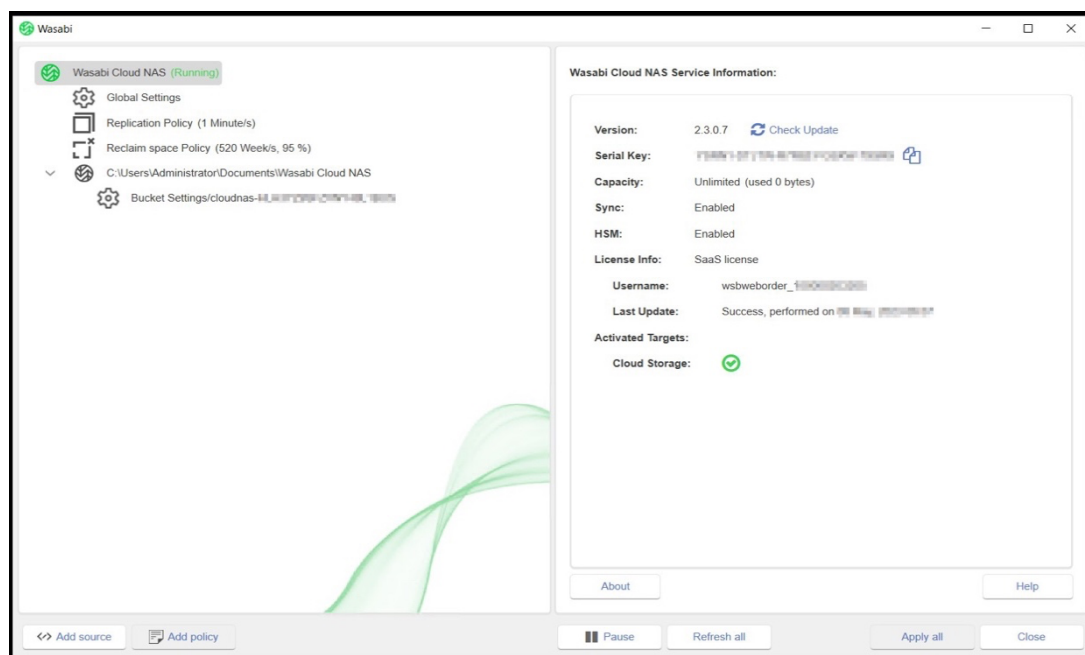 Wasabi
Wasabi Cloud NAS (Running)
Global Settings
Replication Policy (1 Minute/s)
Reclaim space Policy (520 Week/s, 95 %)
C:\Users\Administrator\Documents\Wasabi Cloud NAS
Bucket Settings/cloudnas-
Add source
Add policy
Wasabi Cloud NAS Service Information:
Version: 2.3.0.7 Check Update
Serial Key:
Capacity: Unlimited (used 0 bytes)
Sync: Enabled
HSM: Enabled
License Info: SaaS license
Username: wsbweborder_
Last Update: Success, performed on
Activated Targets:
Cloud Storage:
About
Help
Pause
Refresh all
Apply all
Close